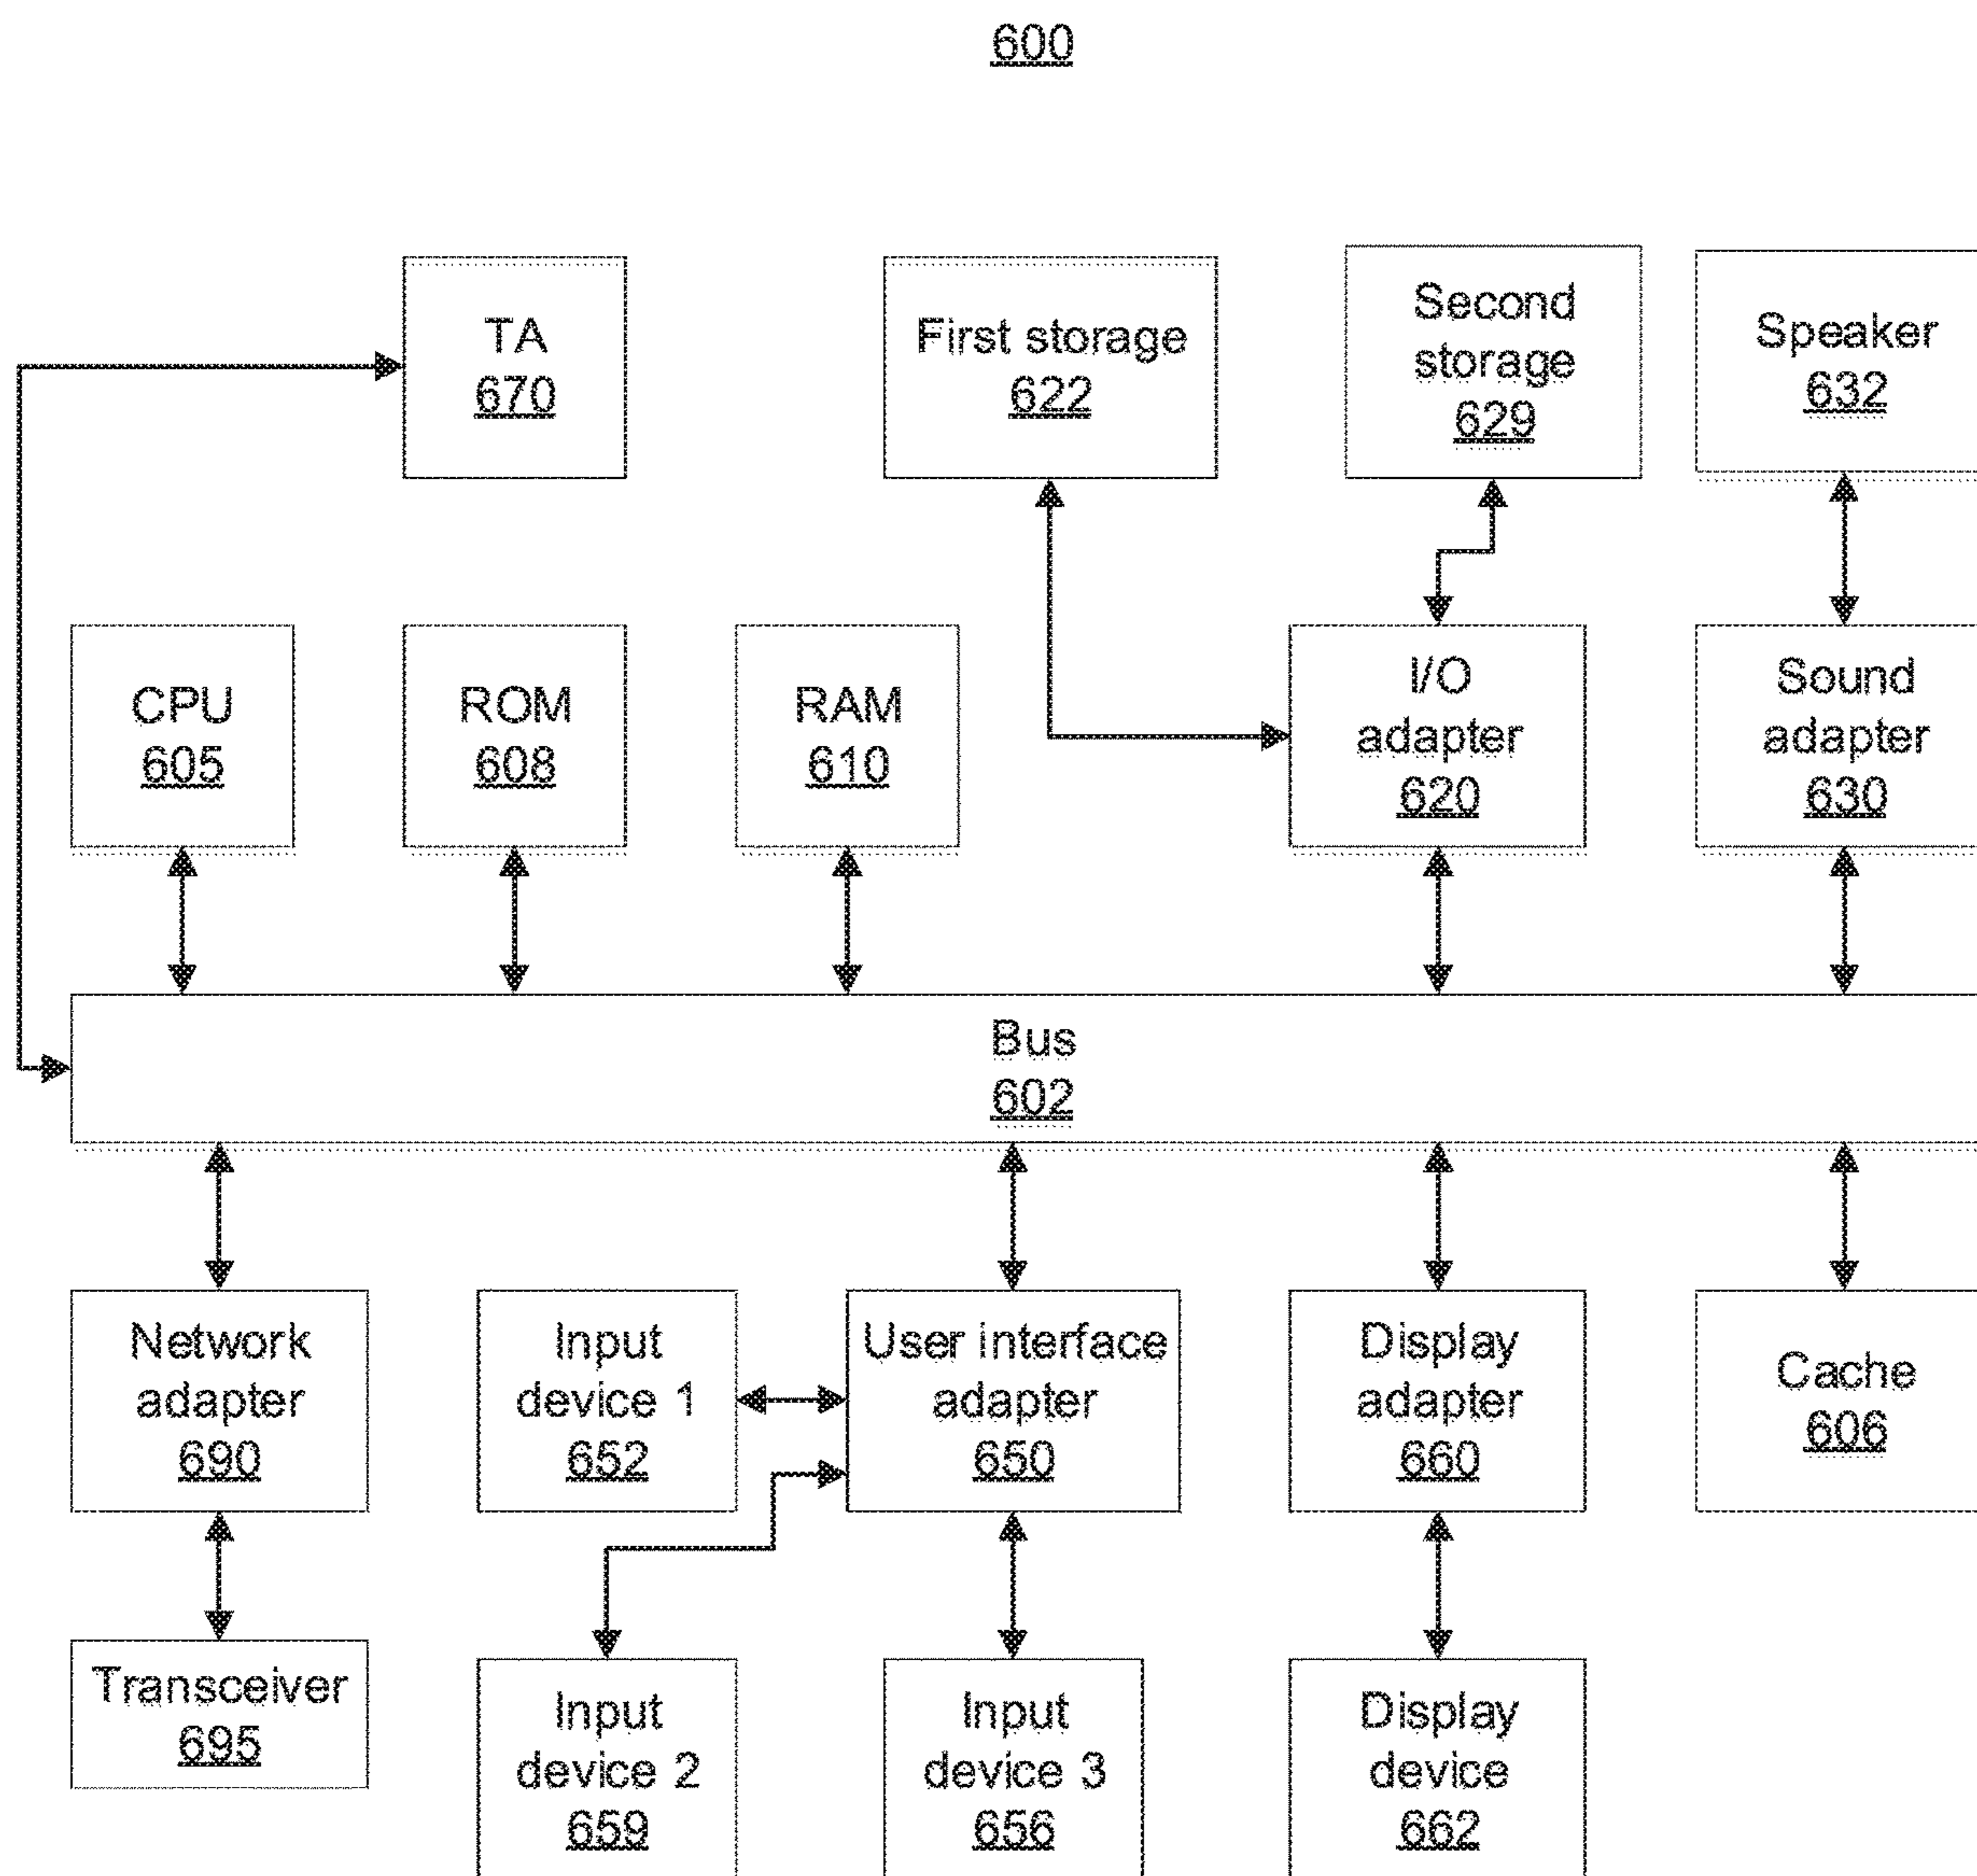 600
TA
670
First storage
622
Second
storage
629
Speaker
632
CPU
605
ROM
608
RAM
610
I/O
adapter
620
Sound
adapter
630
Bus
602
Network
adapter
690
Input
device 1
652
User interface
adapter
650
Display
adapter
660
Cache
606
Transceiver
695
Input
device 2
659
Input
device 3
656
Display
device
662